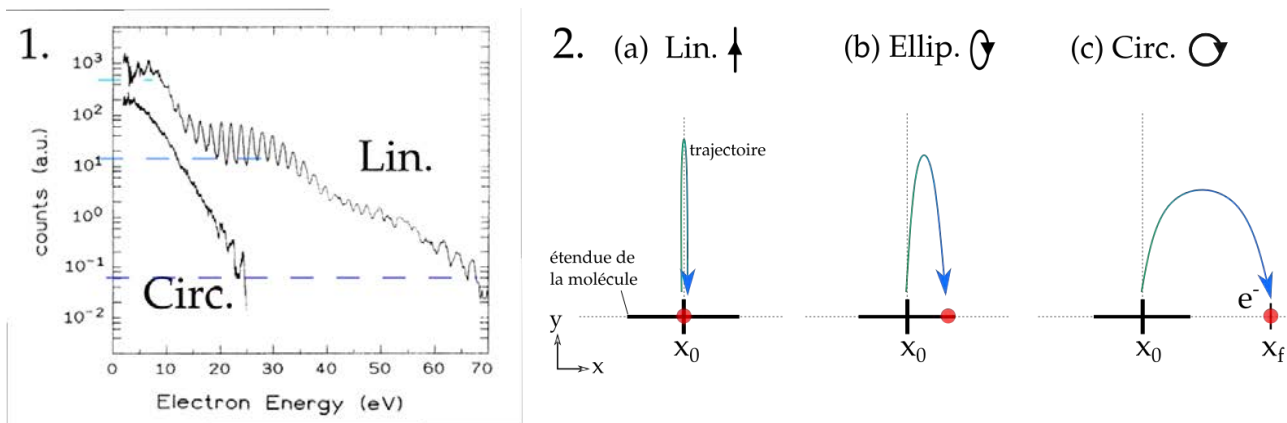 1.
10³
10²
10¹
10⁰
10⁻¹
10⁻²
counts (a.u.)
Lin.
Circ.
0 10 20 30 40 50 60 70
Electron Energy (eV)
2. (a) Lin. (b) Ellip. (c) Circ.
trajectoire
étendue de
la molécule
e⁻
y
x
x₀ x₀ x₀ x_f